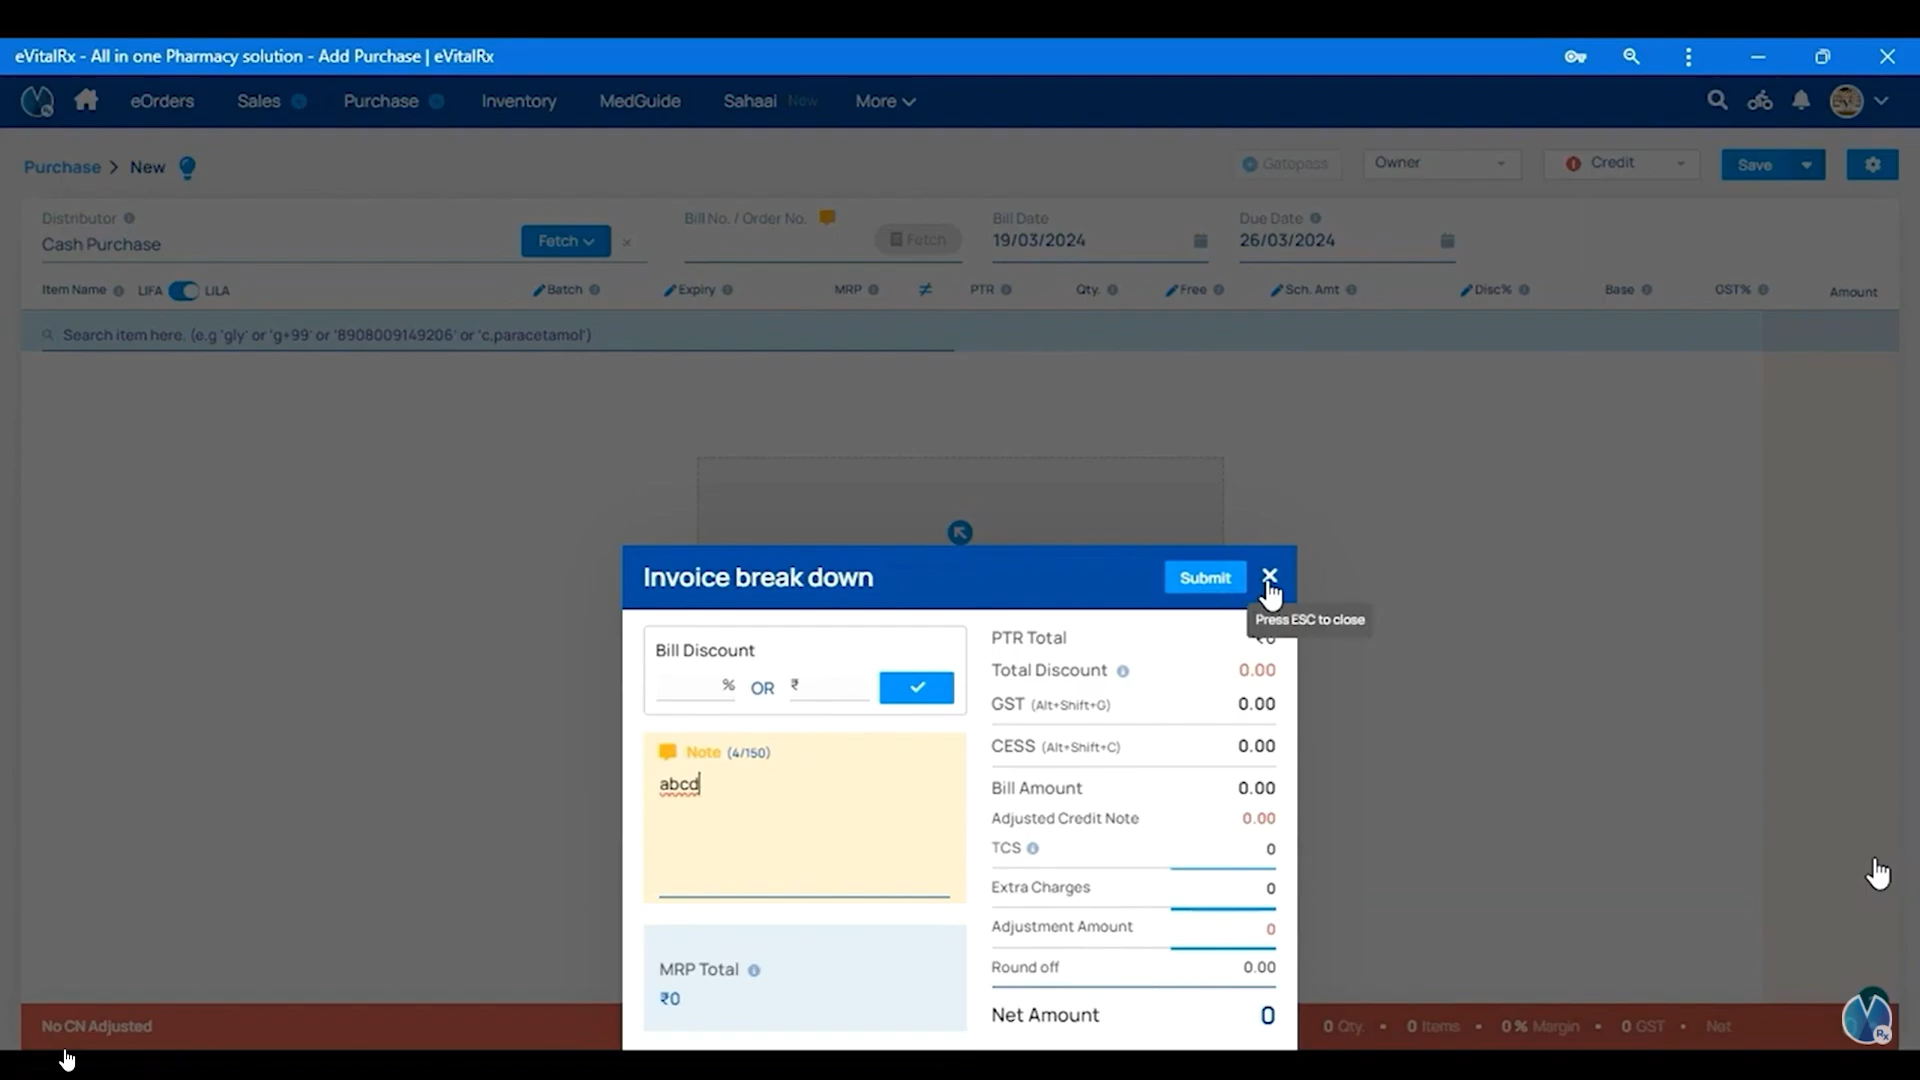 eVitalRx - All in one Pharmacy solution - Add Purchase | eVitalRx
eOrders Sales Purchase Inventory MedGuide Sahaai New More
Purchase > New Gatepass Owner Credit Save
Distributor Bill No. / Order No. Bill Date Due Date
Cash Purchase Fetch × Fetch 19/03/2024 26/03/2024
Item Name LIFA LILA Batch Expiry MRP ≠ PTR Qty. Free Sch. Amt Disc% Base GST% Amount
Search item here, (e.g 'gly' or 'g+99' or '8908009149206' or 'c,paracetamol')
Invoice break down Submit ×
Press ESC to close
Bill Discount
% OR ₹
Note (4/150)
abcd
MRP Total
₹0
PTR Total ₹0
Total Discount 0.00
GST (Alt+Shift+G) 0.00
CESS (Alt+Shift+C) 0.00
Bill Amount 0.00
Adjusted Credit Note 0.00
TCS 0
Extra Charges 0
Adjustment Amount 0
Round off 0.00
Net Amount 0
No CN Adjusted 0 Qty. • 0 Items • 0 % Margin • 0 GST • Net
Rx